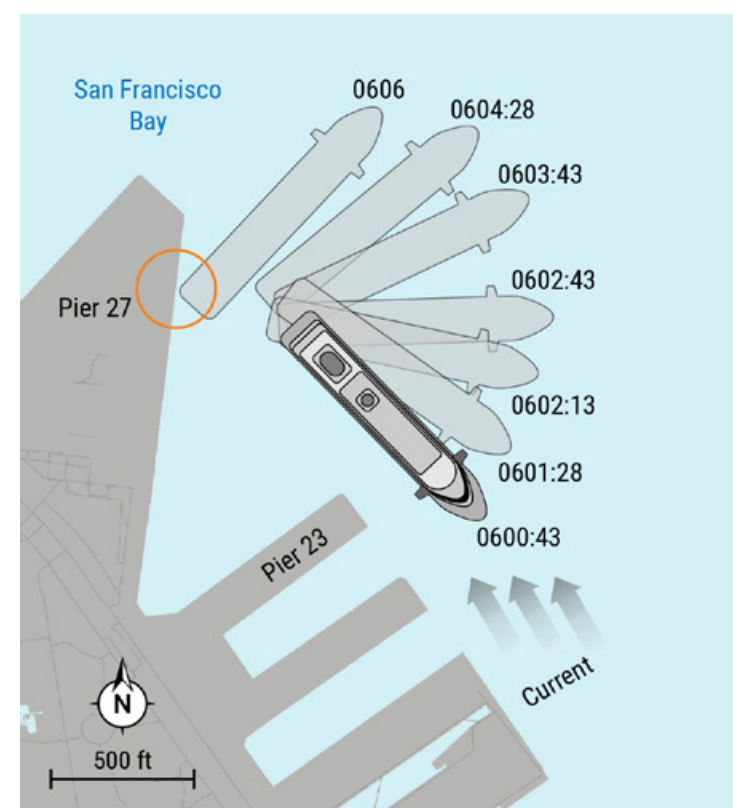 San Francisco
Bay
0606
0604:28
0603:43
0602:43
Pier 27
0602:13
0601:28
0600:43
Pier 23
Current
N
500 ft